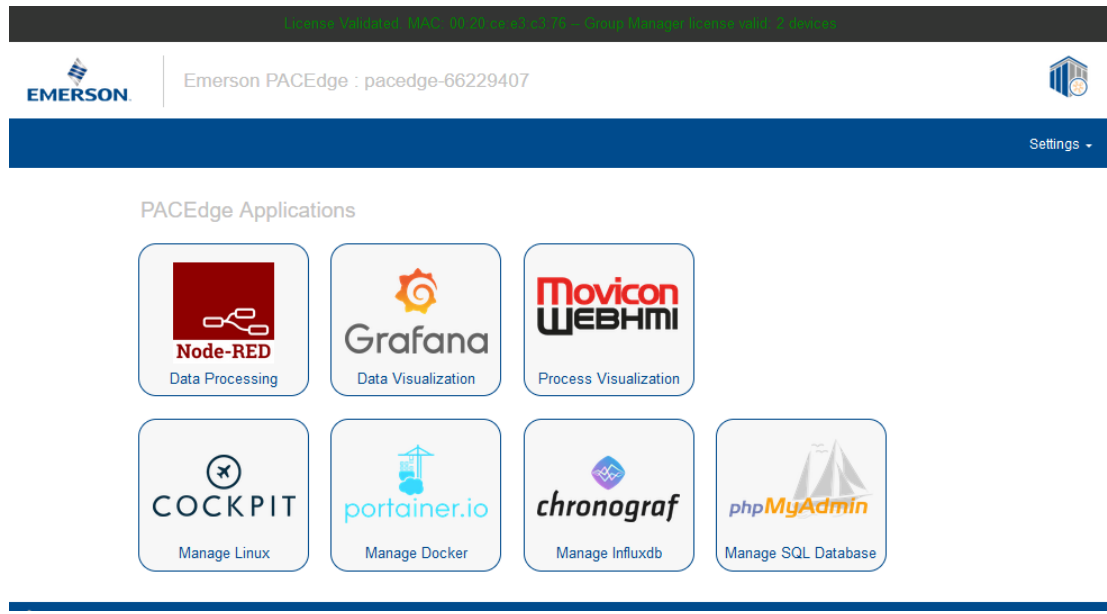 License Validated. MAC: 00:20:ce:e3:c3:76 -- Group Manager license valid: 2 devices
EMERSON.
Emerson PACEdge : pacedge-66229407
Settings
PACEdge Applications
Node-RED
Data Processing
Grafana
Data Visualization
Movicon
WEBHMI
Process Visualization
COCKPIT
Manage Linux
portainer.io
Manage Docker
chronograf
Manage Influxdb
phpMyAdmin
Manage SQL Database